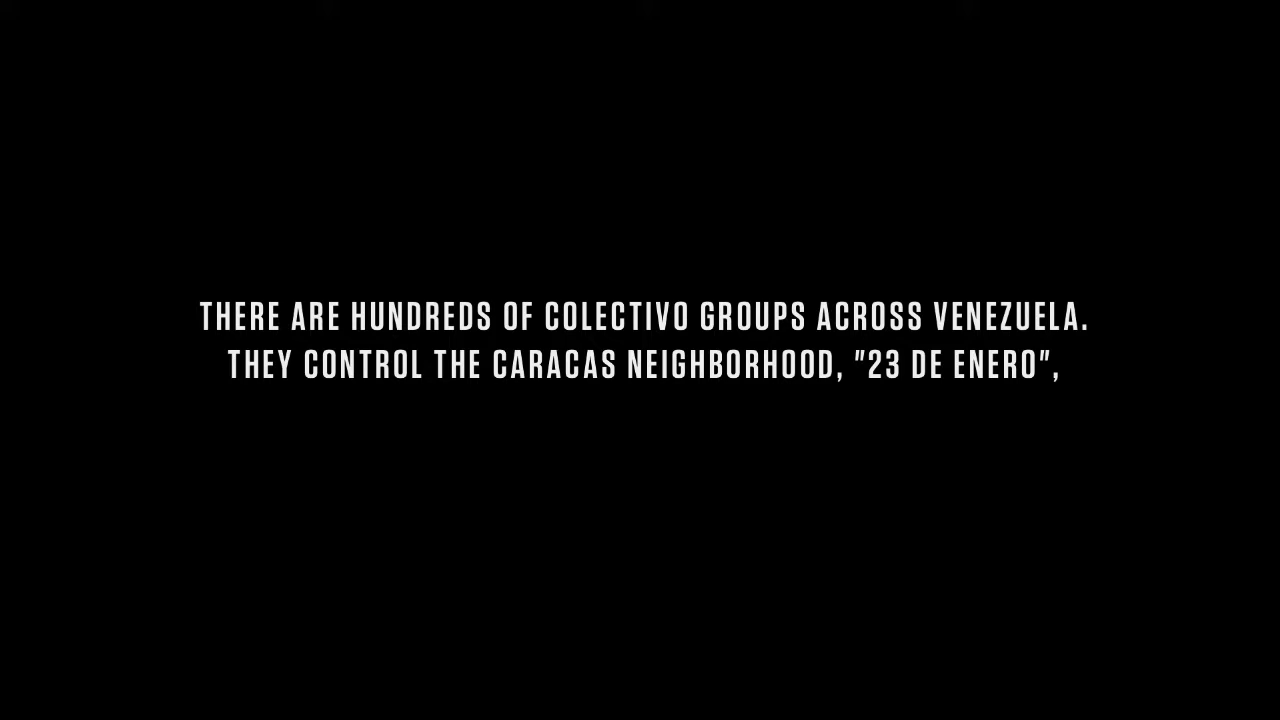 THERE ARE HUNDREDS OF COLECTIVO GROUPS ACROSS VENEZUELA.
THEY CONTROL THE CARACAS NEIGHBORHOOD, "23 DE ENERO",